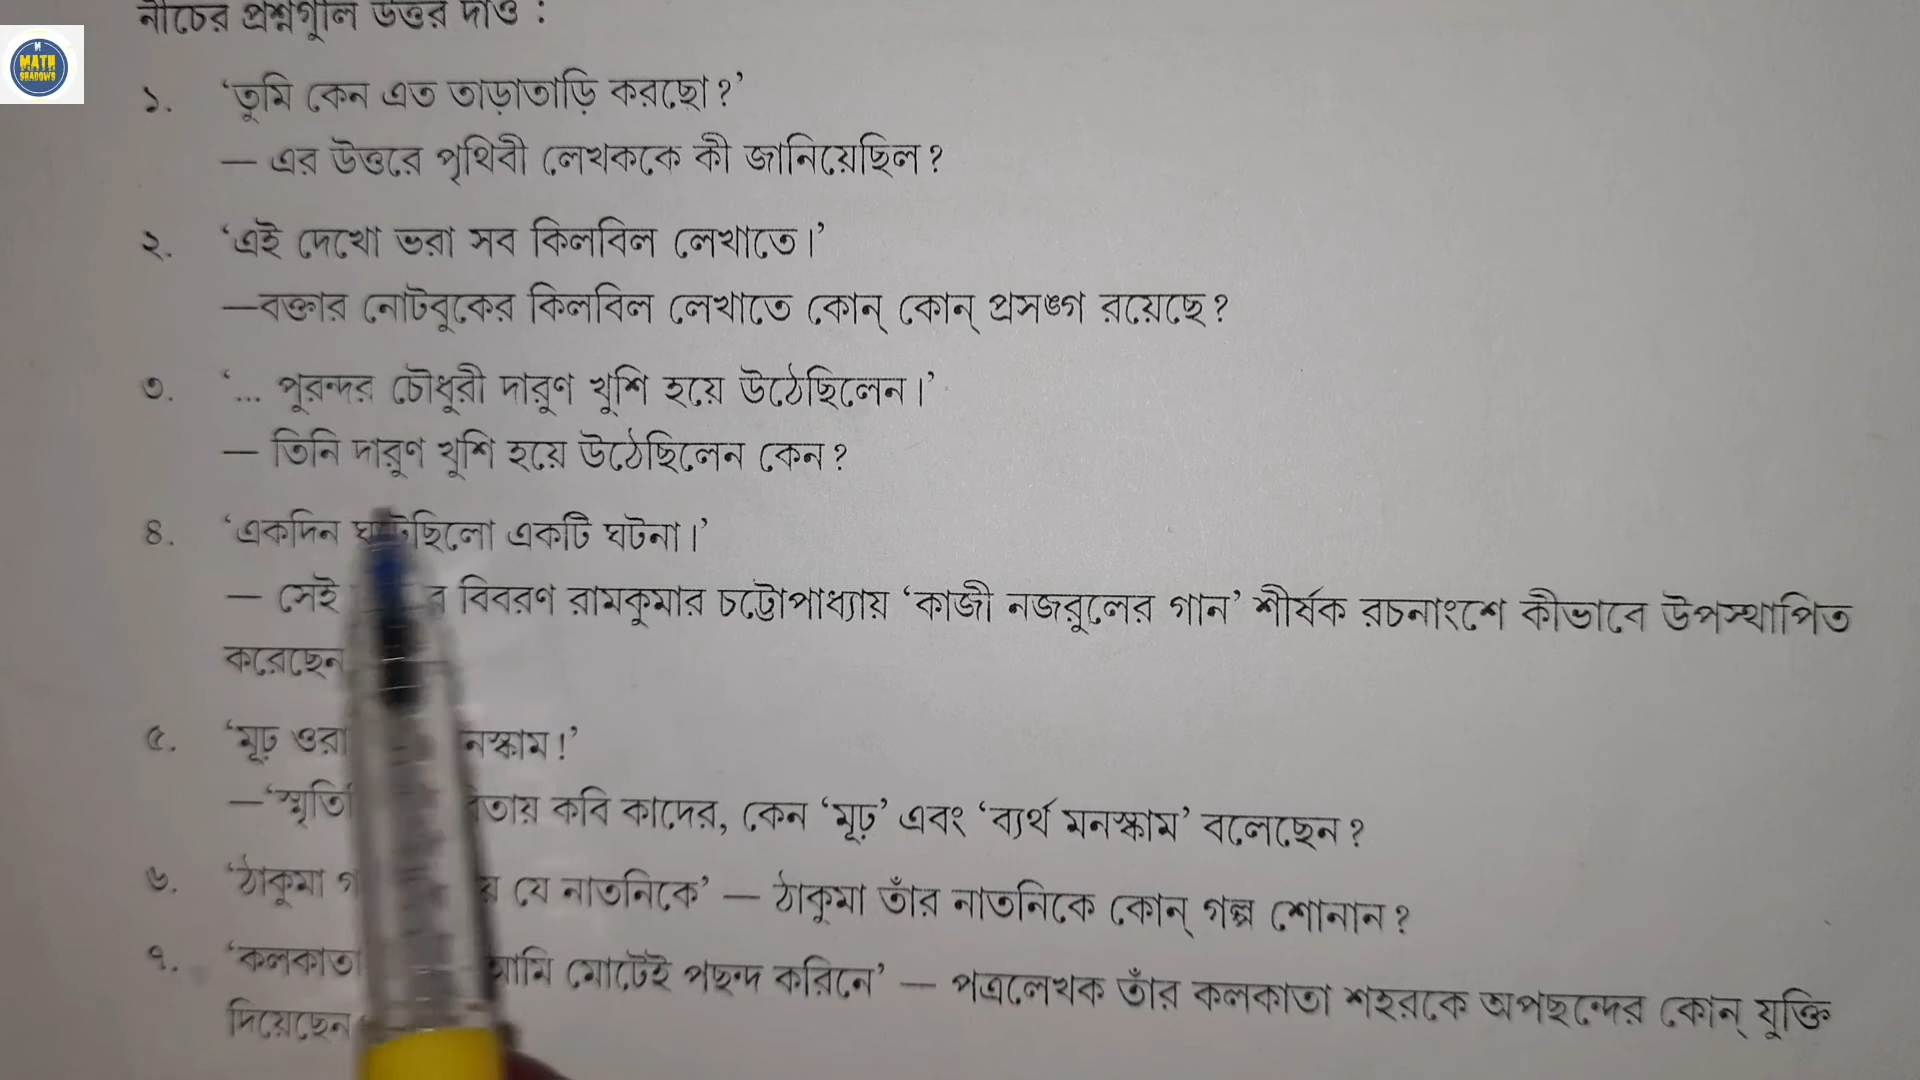 নীচের প্রশ্নগুলি উত্তর দাও :
M
MATH
SHADOWS
১. ‘তুমি কেন এত তাড়াতাড়ি করছো?’
— এর উত্তরে পৃথিবী লেখককে কী জানিয়েছিল?
২. ‘এই দেখো ভরা সব কিলবিল লেখাতে।’
—বক্তার নোটবুকের কিলবিল লেখাতে কোন্ কোন্ প্রসঙ্গ রয়েছে?
৩. ‘... পুরন্দর চৌধুরী দারুণ খুশি হয়ে উঠেছিলেন।’
— তিনি দারুণ খুশি হয়ে উঠেছিলেন কেন?
৪. ‘একদিন একটি ঘটনা।’
— সেই বিবরণ রামকুমার চট্টোপাধ্যায় ‘কাজী নজরুলের গান’ শীর্ষক রচনাংশে কীভাবে উপস্থাপিত
করেছেন
৫. ‘মূঢ় ওরা !’
— কবি কাদের, কেন ‘মূঢ়’ এবং ‘ব্যর্থ মনস্কাম’ বলেছেন?
৬. ‘ঠাকুমা যে নাতনিকে’ — ঠাকুমা তাঁর নাতনিকে কোন্ গল্প শোনান?
৭. ‘কলকাতা আমি মোটেই পছন্দ করিনে’ — পত্রলেখক তাঁর কলকাতা শহরকে অপছন্দের কোন্ যুক্তি
দিয়েছেন